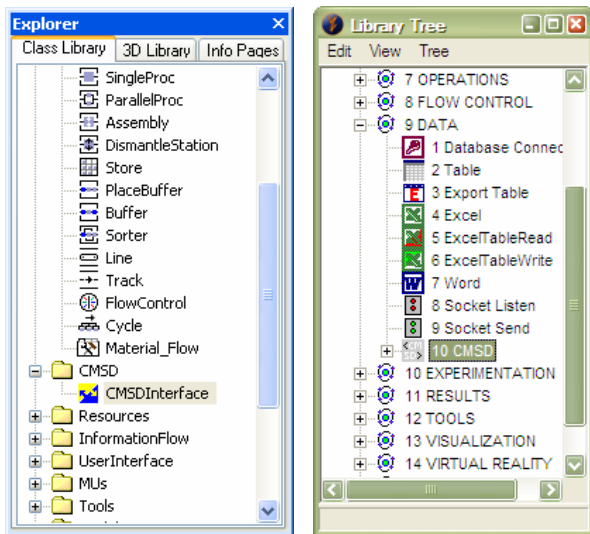 Explorer
Class Library 3D Library Info Pages
SingleProc
ParallelProc
Assembly
DismantleStation
Store
PlaceBuffer
Buffer
Sorter
Line
Track
FlowControl
Cycle
Material_Flow
CMSD
CMSDInterface
Resources
InformationFlow
UserInterface
MUs
Tools
Library Tree
Edit View Tree
7 OPERATIONS
8 FLOW CONTROL
9 DATA
1 Database Connec
2 Table
3 Export Table
4 Excel
5 ExcelTableRead
6 ExcelTableWrite
7 Word
8 Socket Listen
9 Socket Send
10 CMSD
10 EXPERIMENTATION
11 RESULTS
12 TOOLS
13 VISUALIZATION
14 VIRTUAL REALITY